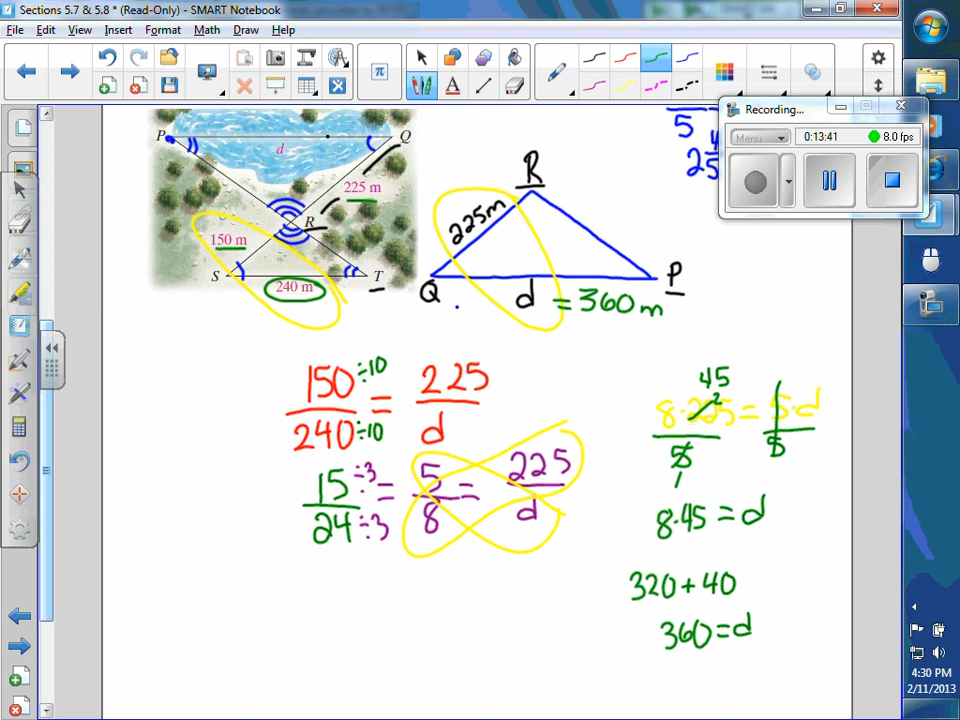 Sections 5.7 & 5.8 * (Read-Only) - SMART Notebook
File Edit View Insert Format Math Draw Help
Recording...
Menu
0:13:41
8.0 fps
P
Q
d
225 m
R
150 m
S
T
240 m
5
R
225m
Q
d = 360 m
P
150 ÷10
240 ÷10
=
225
d
15 ÷3
24 ÷3
=
5
8
=
225
d
45
8·225 = 5·d
5
5
1
8·45 = d
320 + 40
360 = d
4:30 PM
2/11/2013